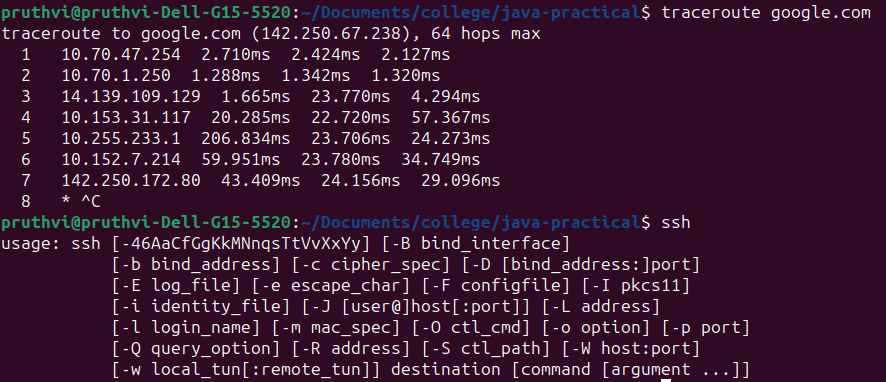 pruthvi@pruthvi-Dell-G15-5520:~/Documents/college/java-practical$ traceroute google.com
traceroute to google.com (142.250.67.238), 64 hops max
  1   10.70.47.254  2.710ms  2.424ms  2.127ms
  2   10.70.1.250  1.288ms  1.342ms  1.320ms
  3   14.139.109.129  1.665ms  23.770ms  4.294ms
  4   10.153.31.117  20.285ms  22.720ms  57.367ms
  5   10.255.233.1  206.834ms  23.706ms  24.273ms
  6   10.152.7.214  59.951ms  23.780ms  34.749ms
  7   142.250.172.80  43.409ms  24.156ms  29.096ms
  8   * ^C
pruthvi@pruthvi-Dell-G15-5520:~/Documents/college/java-practical$ ssh
usage: ssh [-46AaCfGgKkMNnqsTtVvXxYy] [-B bind_interface]
           [-b bind_address] [-c cipher_spec] [-D [bind_address:]port]
           [-E log_file] [-e escape_char] [-F configfile] [-I pkcs11]
           [-i identity_file] [-J [user@]host[:port]] [-L address]
           [-l login_name] [-m mac_spec] [-O ctl_cmd] [-o option] [-p port]
           [-Q query_option] [-R address] [-S ctl_path] [-W host:port]
           [-w local_tun[:remote_tun]] destination [command [argument ...]]